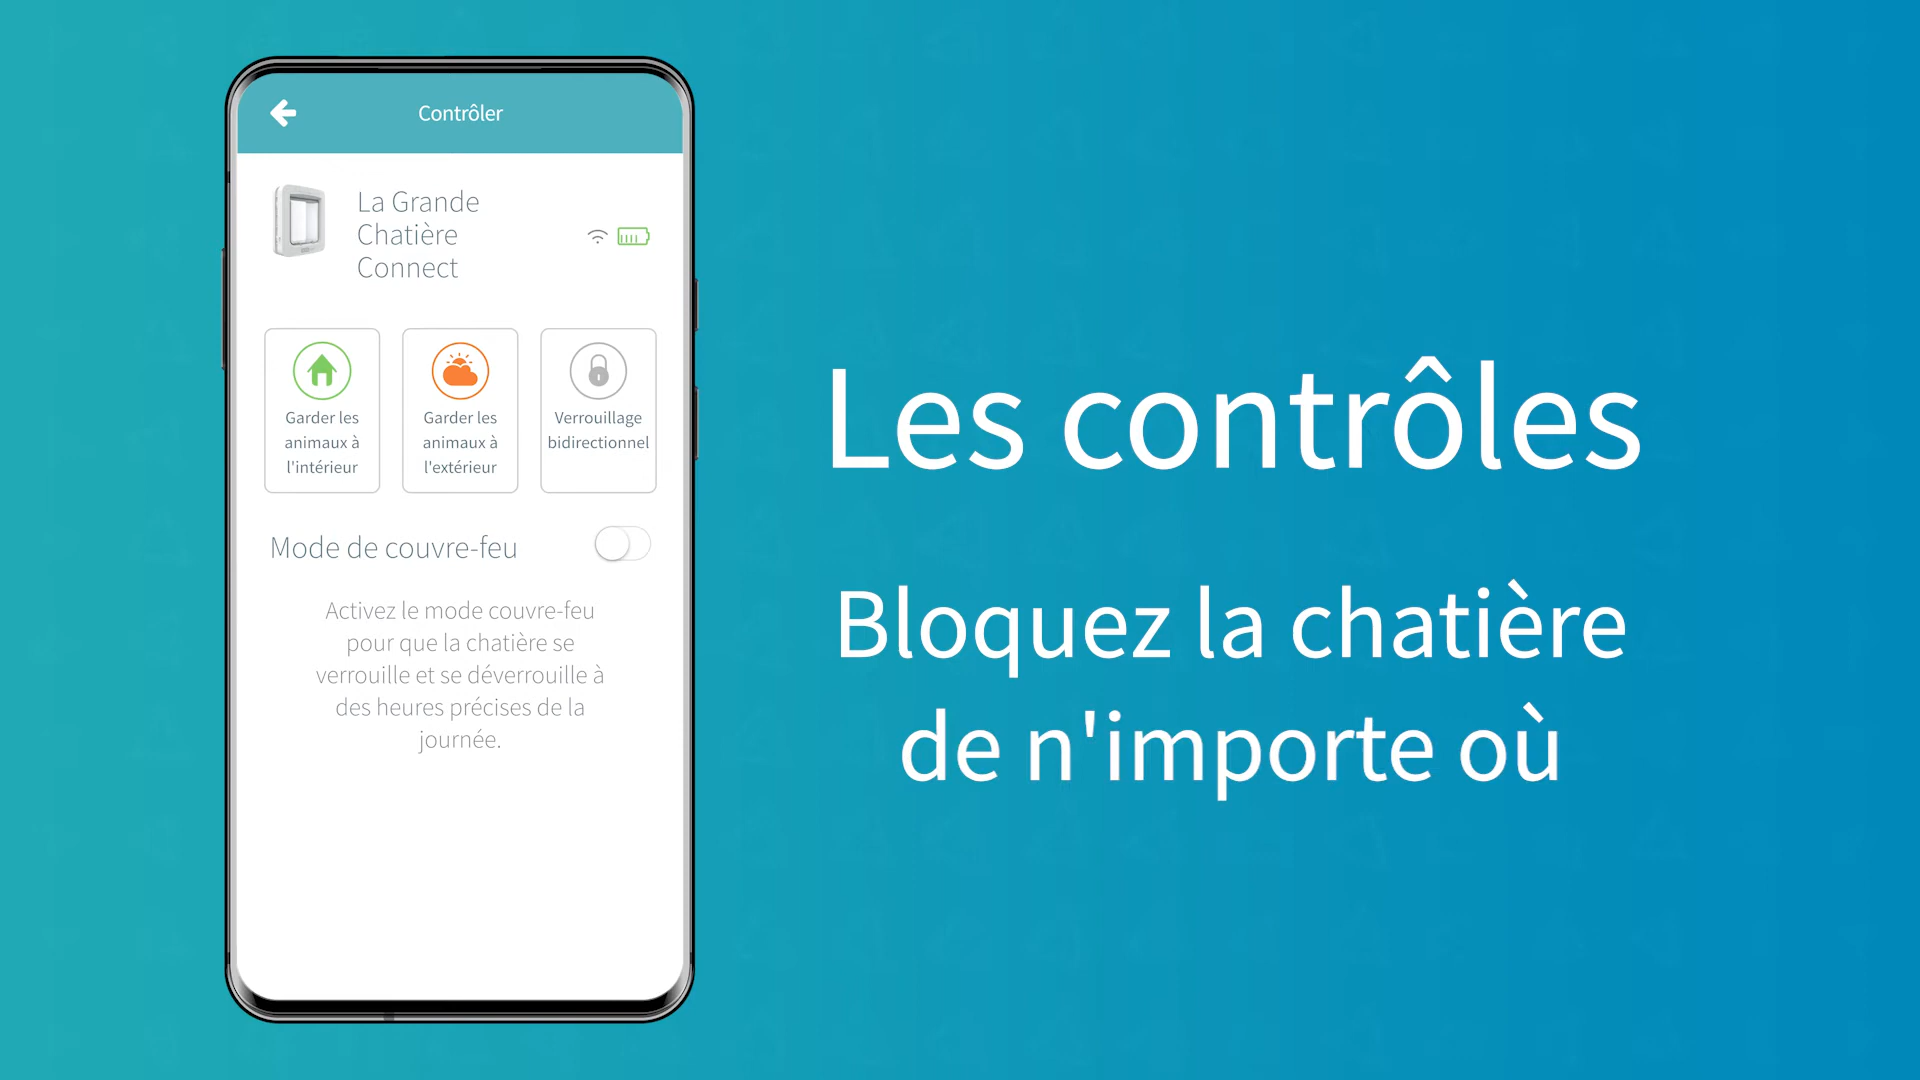 Contrôler
La Grande
Chatière
Connect
Garder les
animaux à
l'intérieur
Garder les
animaux à
l'extérieur
Verrouillage
bidirectionnel
Mode de couvre-feu
Activez le mode couvre-feu
pour que la chatière se
verrouille et se déverrouille à
des heures précises de la
journée.
Les contrôles
Bloquez la chatière
de n'importe où